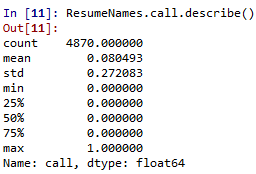 In [11]: ResumeNames.call.describe()
Out[11]:
count    4870.000000
mean        0.080493
std         0.272083
min         0.000000
25%         0.000000
50%         0.000000
75%         0.000000
max         1.000000
Name: call, dtype: float64